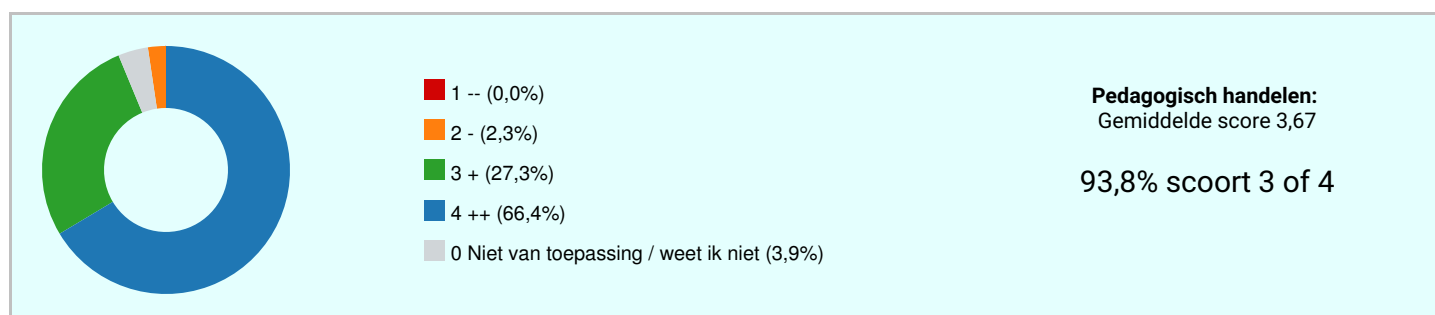 1 -- (0,0%)
2 - (2,3%)
3 + (27,3%)
4 ++ (66,4%)
0 Niet van toepassing / weet ik niet (3,9%)
Pedagogisch handelen:
Gemiddelde score 3,67
93,8% scoort 3 of 4